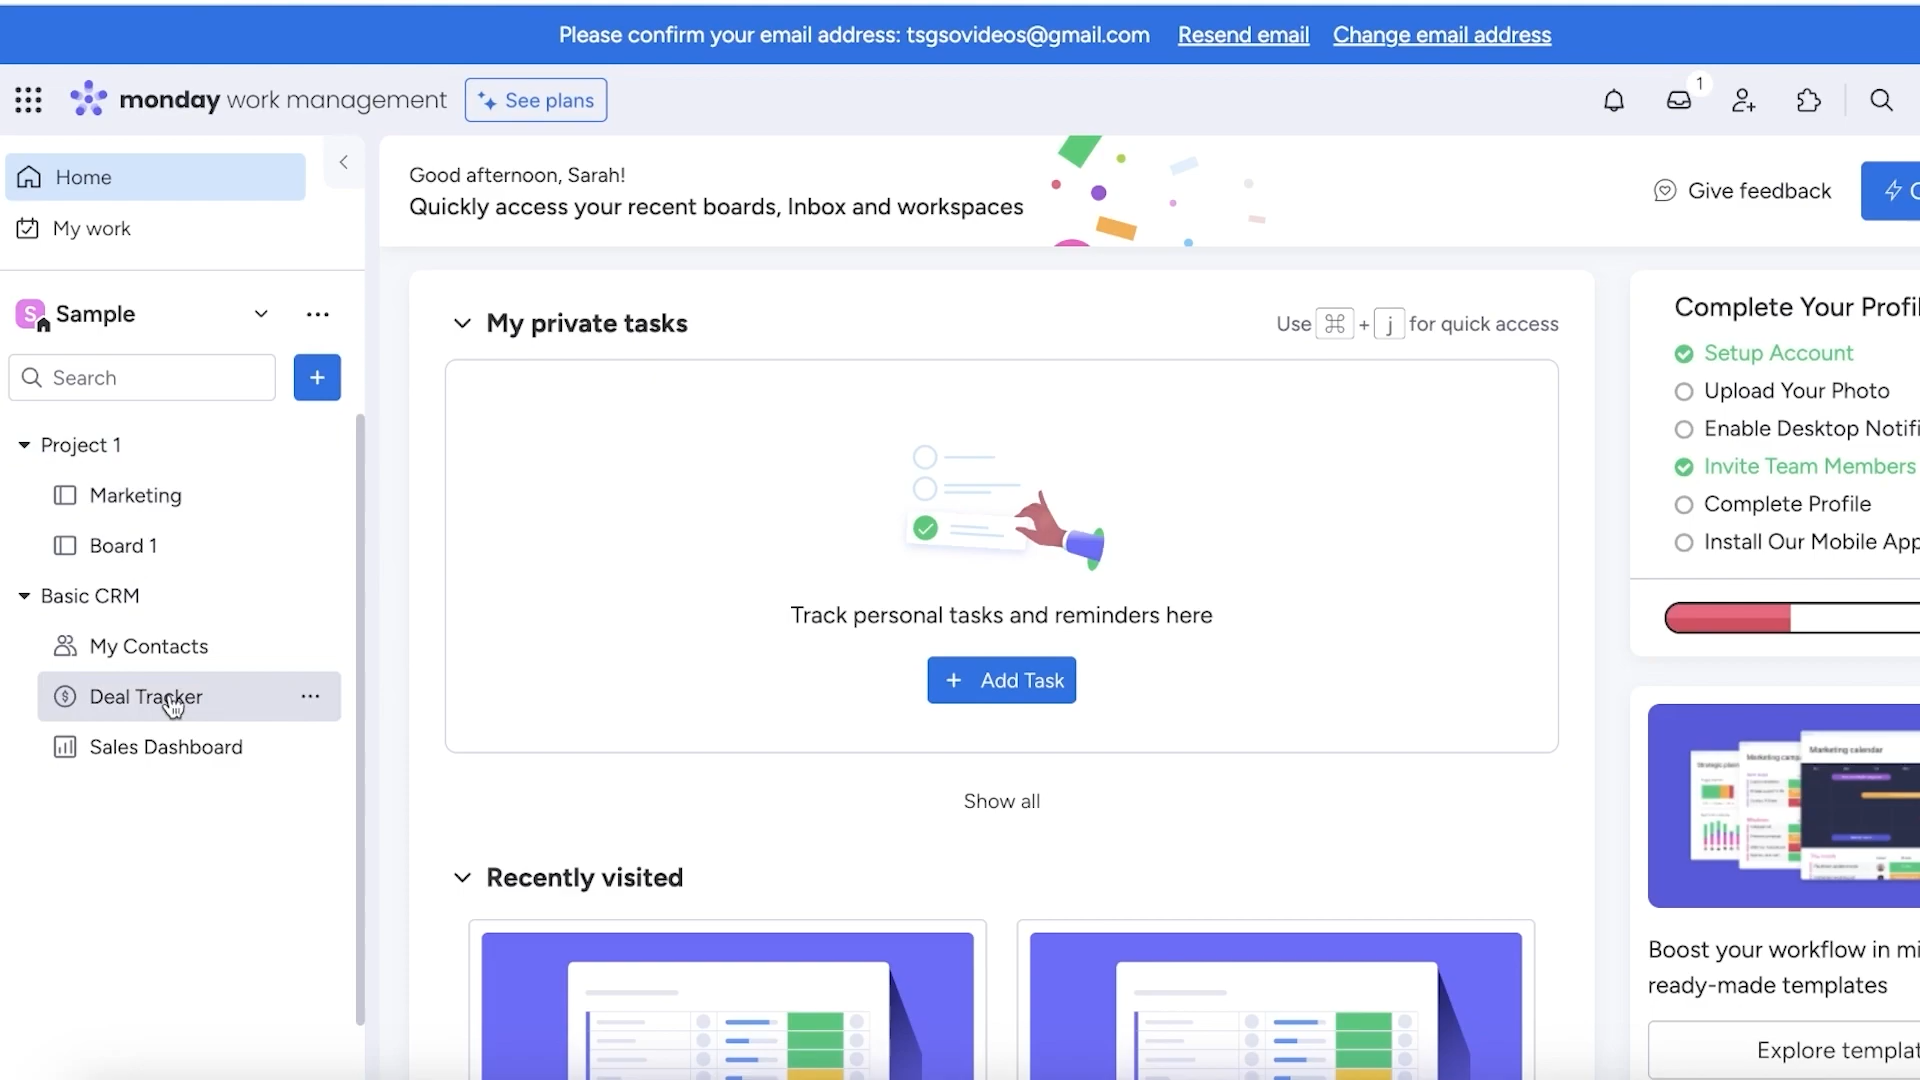 Please confirm your email address: tsgsovideos@gmail.com Resend email Change email address
monday work management See plans
1
Home
My work
Good afternoon, Sarah!
Quickly access your recent boards, Inbox and workspaces
Give feedback
S Sample
Search
+
Project 1
Marketing
Board 1
Basic CRM
My Contacts
Deal Tracker
Sales Dashboard
My private tasks
Use ⌘ + j for quick access
Track personal tasks and reminders here
+ Add Task
Show all
Recently visited
Complete Your Profil
Setup Account
Upload Your Photo
Enable Desktop Notifi
Invite Team Members
Complete Profile
Install Our Mobile App
Marketing calendar
Boost your workflow in mi
ready-made templates
Explore templat